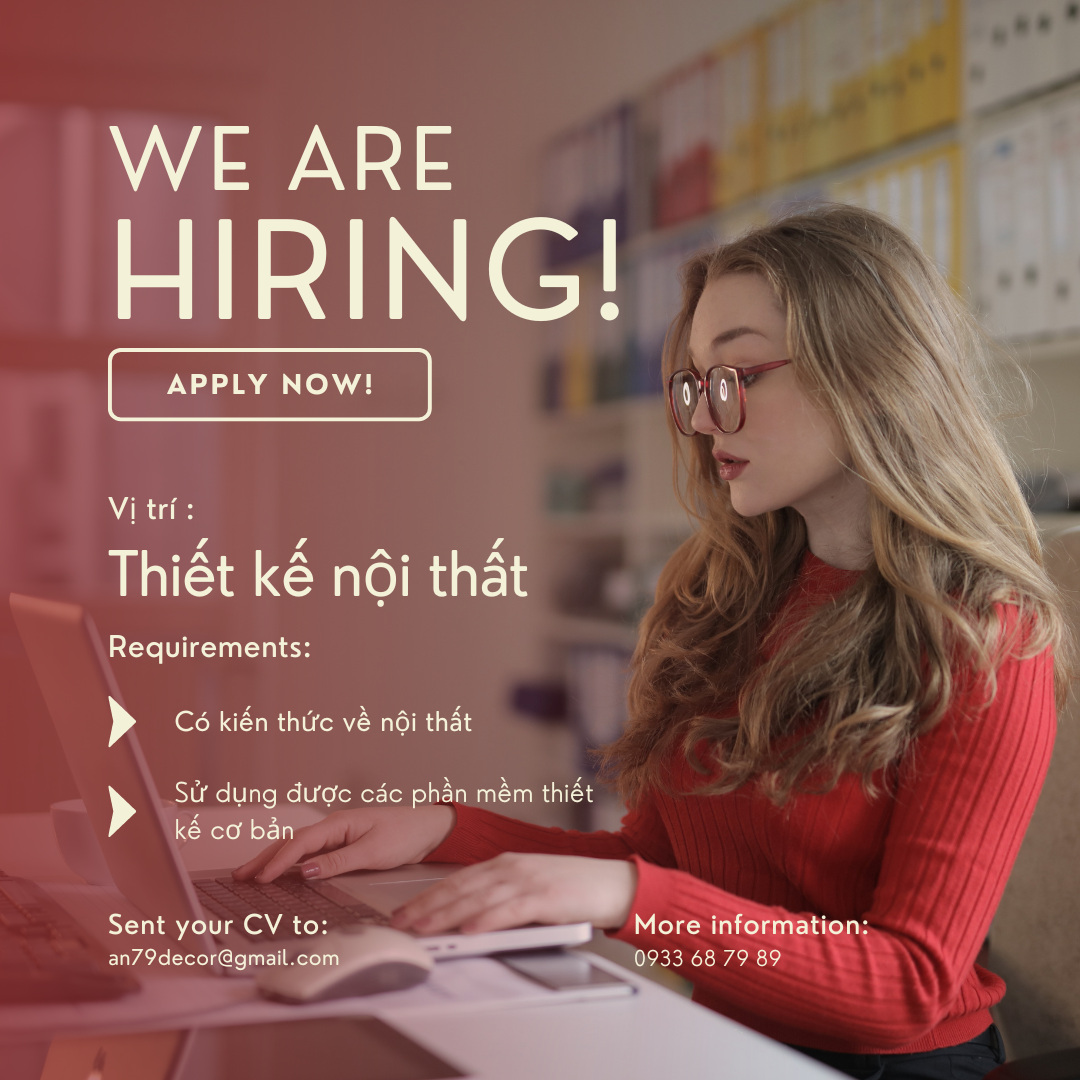 WE ARE
HIRING!
APPLY NOW!
Vị trí :
Thiết kế nội thất
Requirements:
Có kiến thức về nội thất
Sử dụng được các phần mềm thiết
kế cơ bản
Sent your CV to:
an79decor@gmail.com
More information:
0933 68 79 89